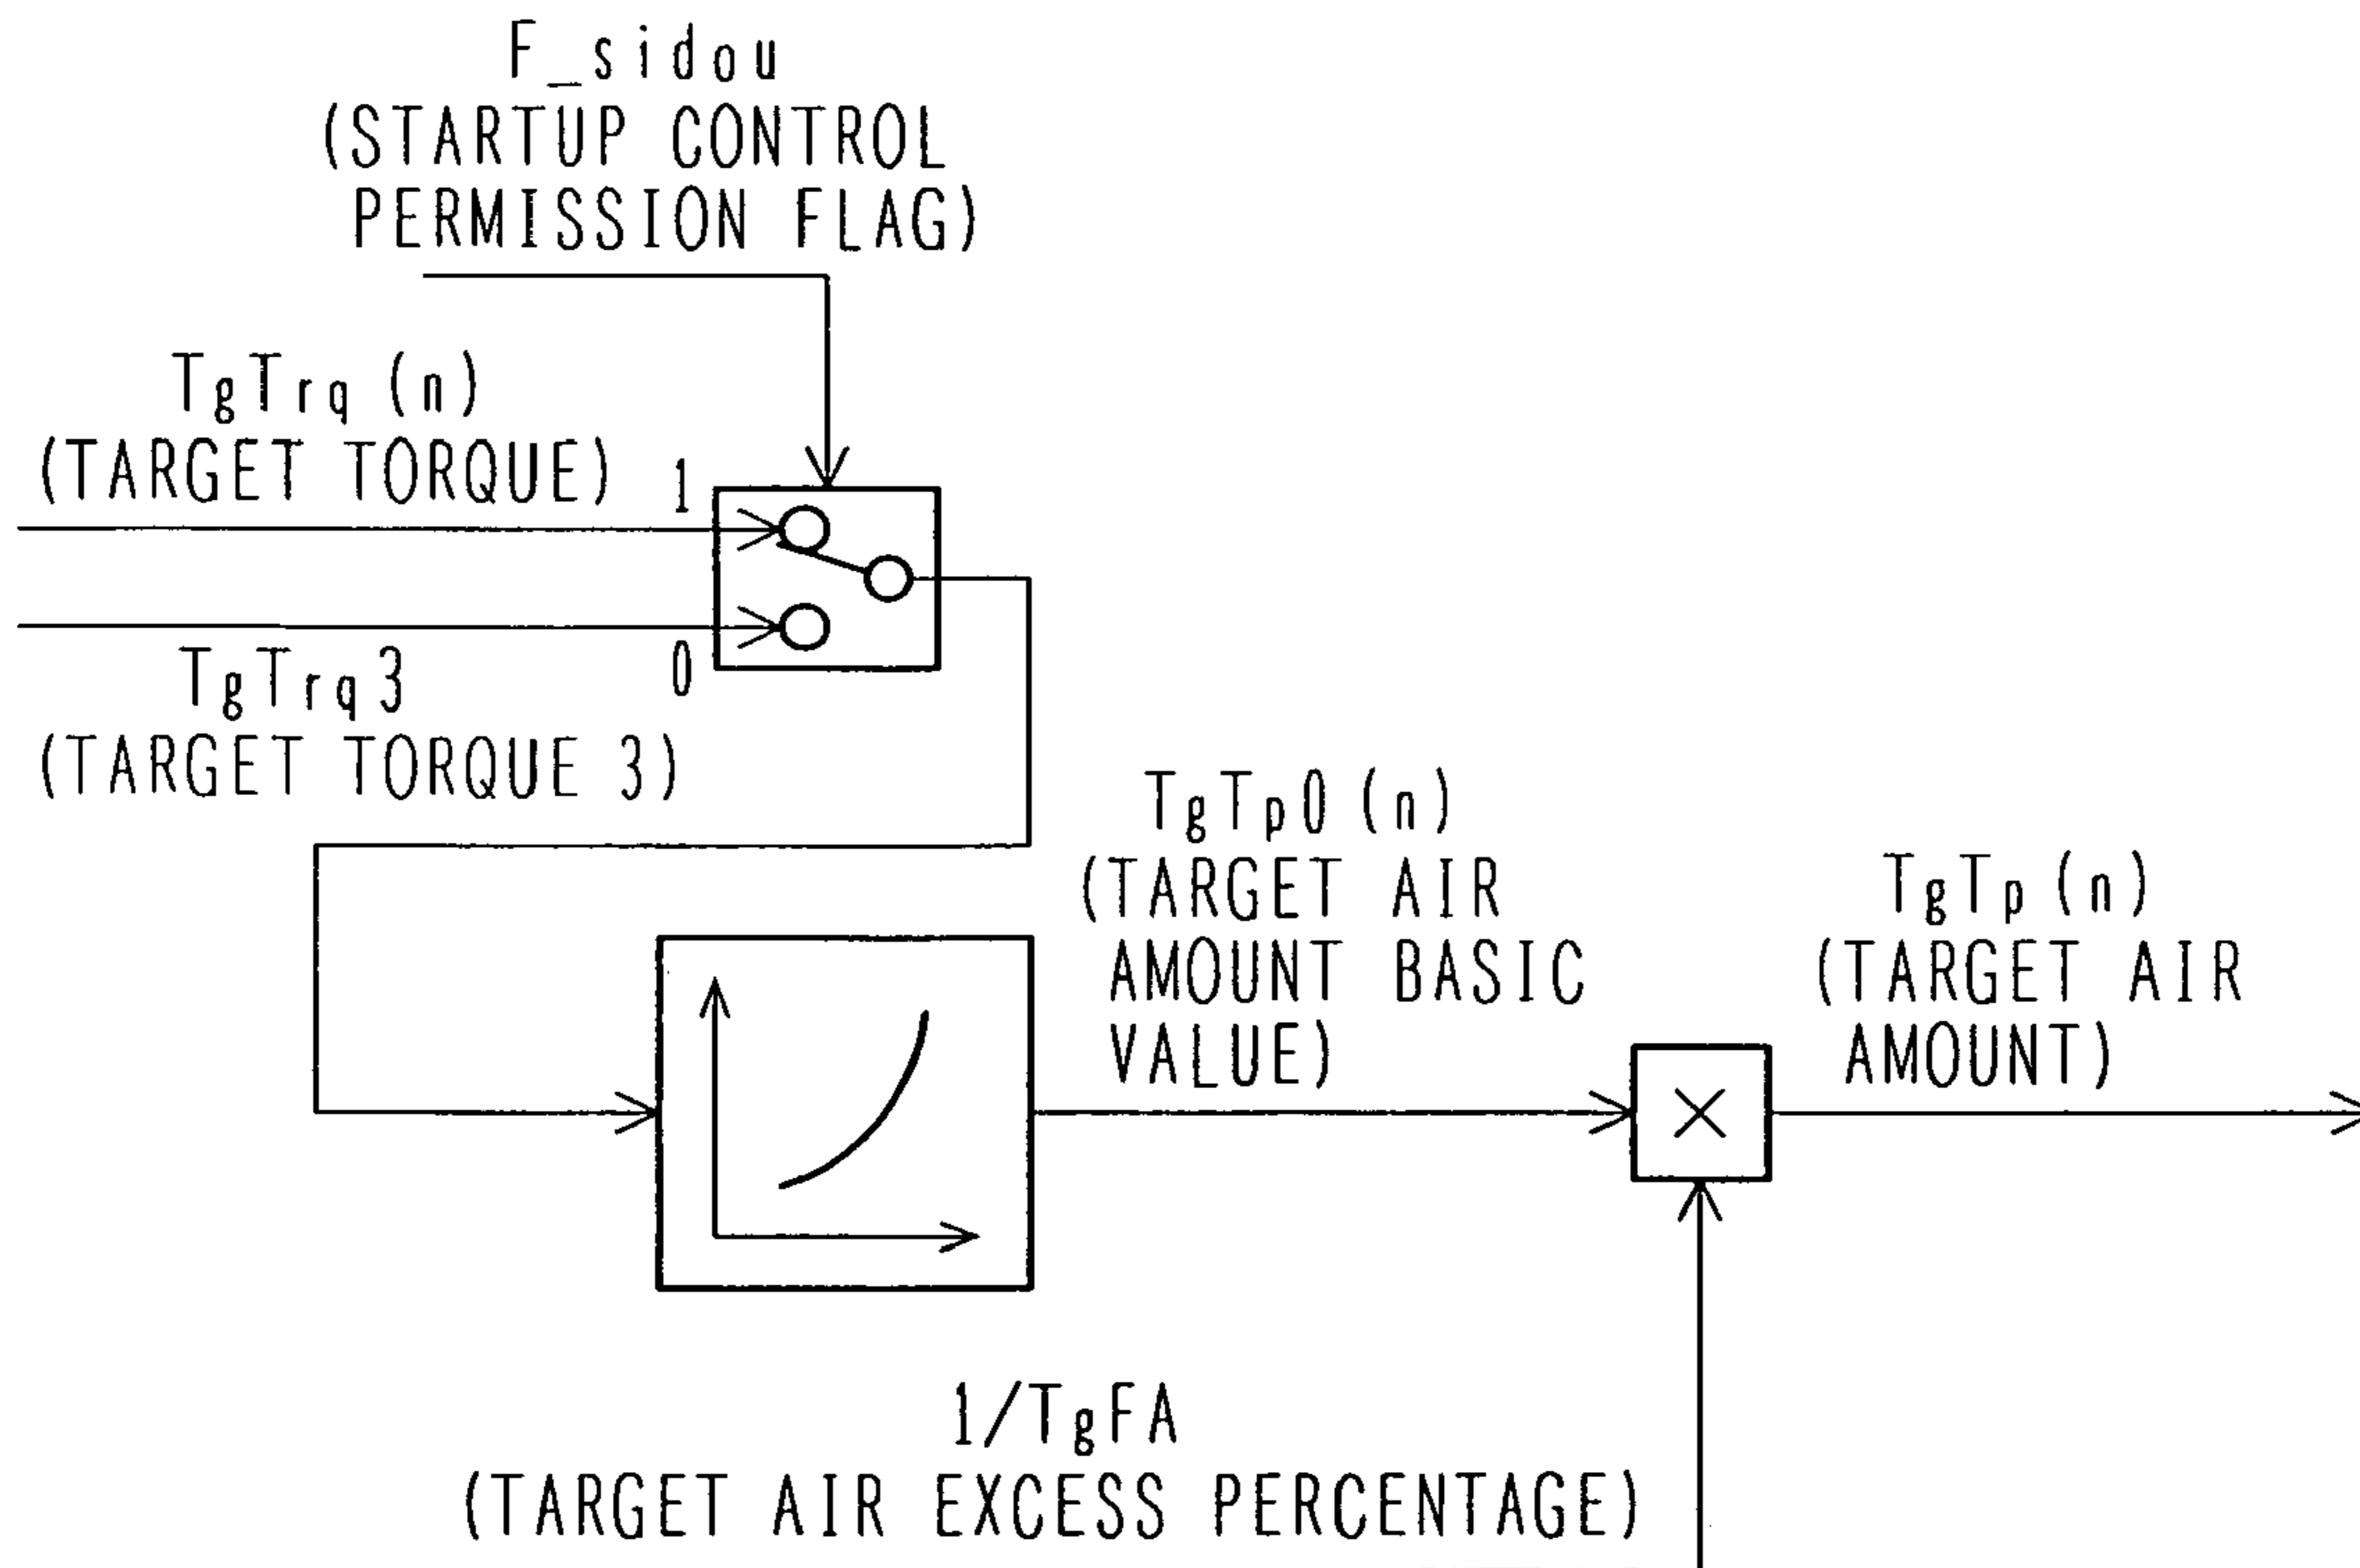 F_sidou
(STARTUP CONTROL
PERMISSION FLAG)
TgTrq (n)
(TARGET TORQUE)
1
0
TgTrq3
(TARGET TORQUE 3)
TgTp0 (n)
(TARGET AIR
AMOUNT BASIC
VALUE)
TgTp (n)
(TARGET AIR
AMOUNT)
×
1/TgFA
(TARGET AIR EXCESS PERCENTAGE)